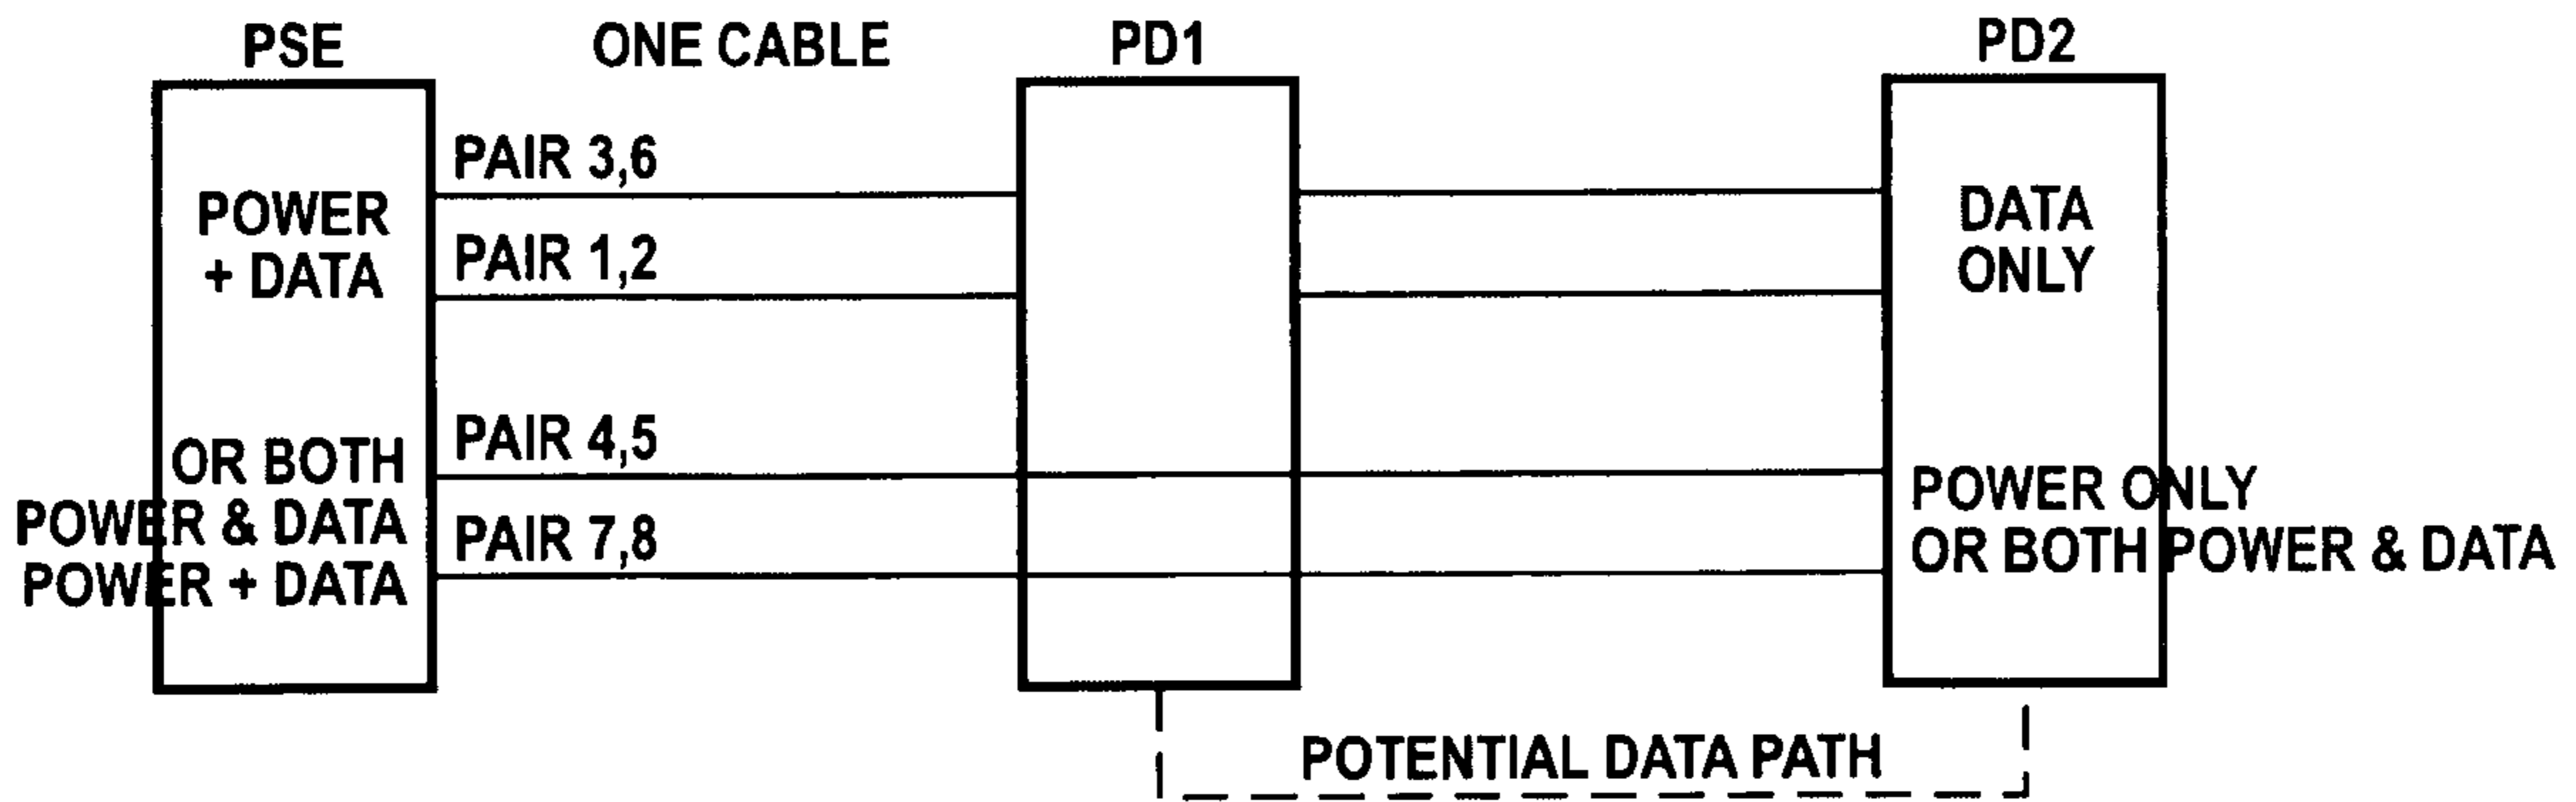 PSE
ONE CABLE
PD1
PD2
PAIR 3,6
POWER
+ DATA
PAIR 1,2
DATA
ONLY
PAIR 4,5
OR BOTH
POWER & DATA
POWER + DATA
PAIR 7,8
POWER ONLY
OR BOTH POWER & DATA
POTENTIAL DATA PATH